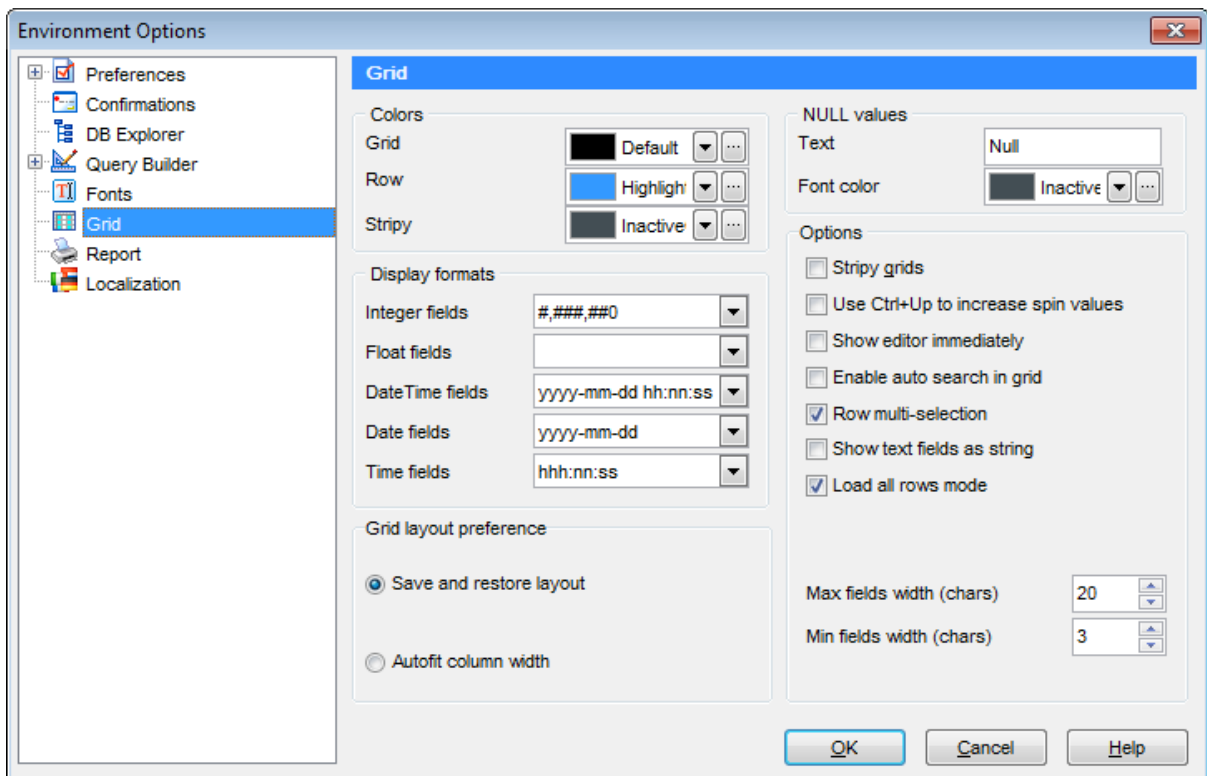 Environment Options
Preferences
Confirmations
DB Explorer
Query Builder
Fonts
Grid
Report
Localization
Grid
Colors
Grid Default
Row Highligh
Stripy Inactive
Display formats
Integer fields #,###,##0
Float fields
DateTime fields yyyy-mm-dd hh:nn:ss
Date fields yyyy-mm-dd
Time fields hhh:nn:ss
Grid layout preference
Save and restore layout
Autofit column width
NULL values
Text Null
Font color Inactive
Options
Stripy grids
Use Ctrl+Up to increase spin values
Show editor immediately
Enable auto search in grid
Row multi-selection
Show text fields as string
Load all rows mode
Max fields width (chars) 20
Min fields width (chars) 3
OK Cancel Help